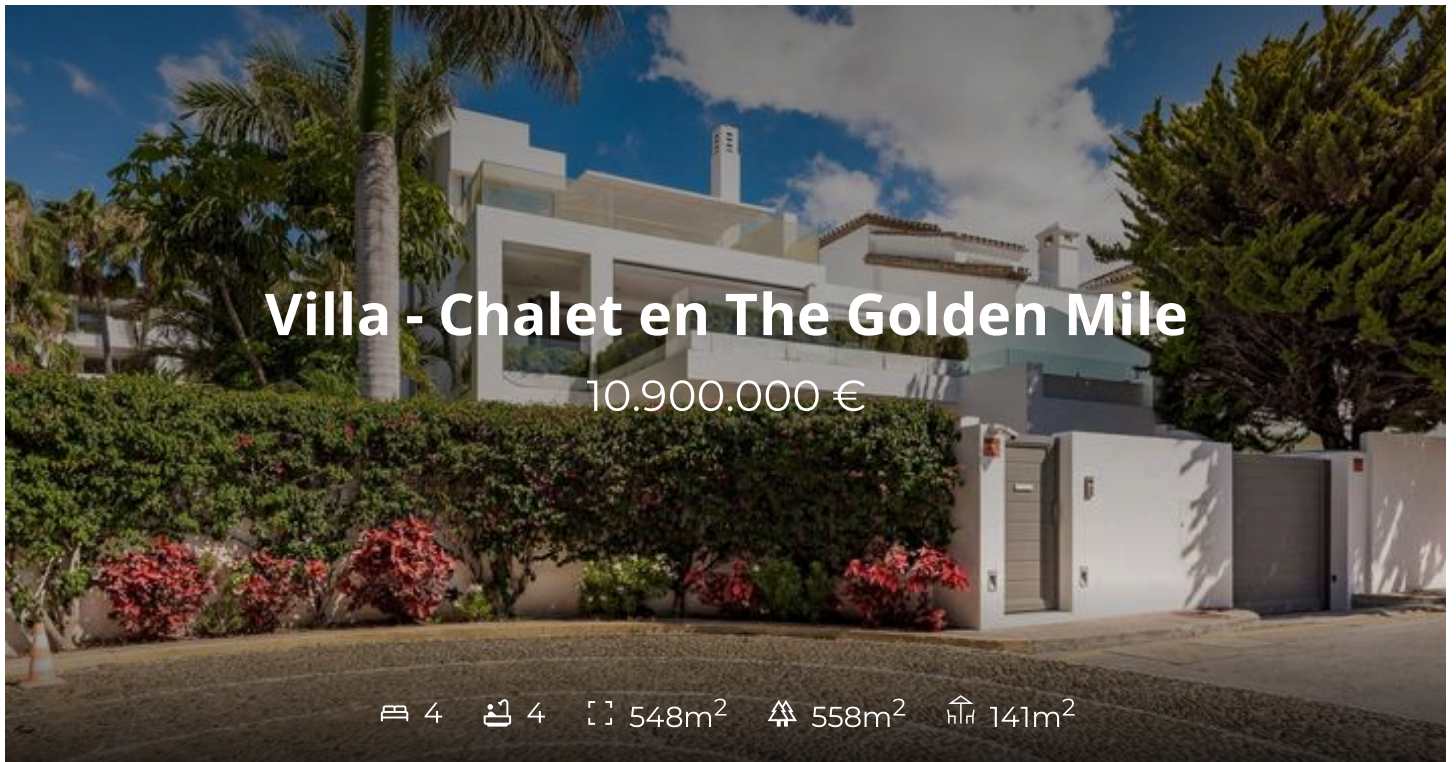 Villa - Chalet en The Golden Mile
10.900.000 €
4 4 548m² 558m² 141m²